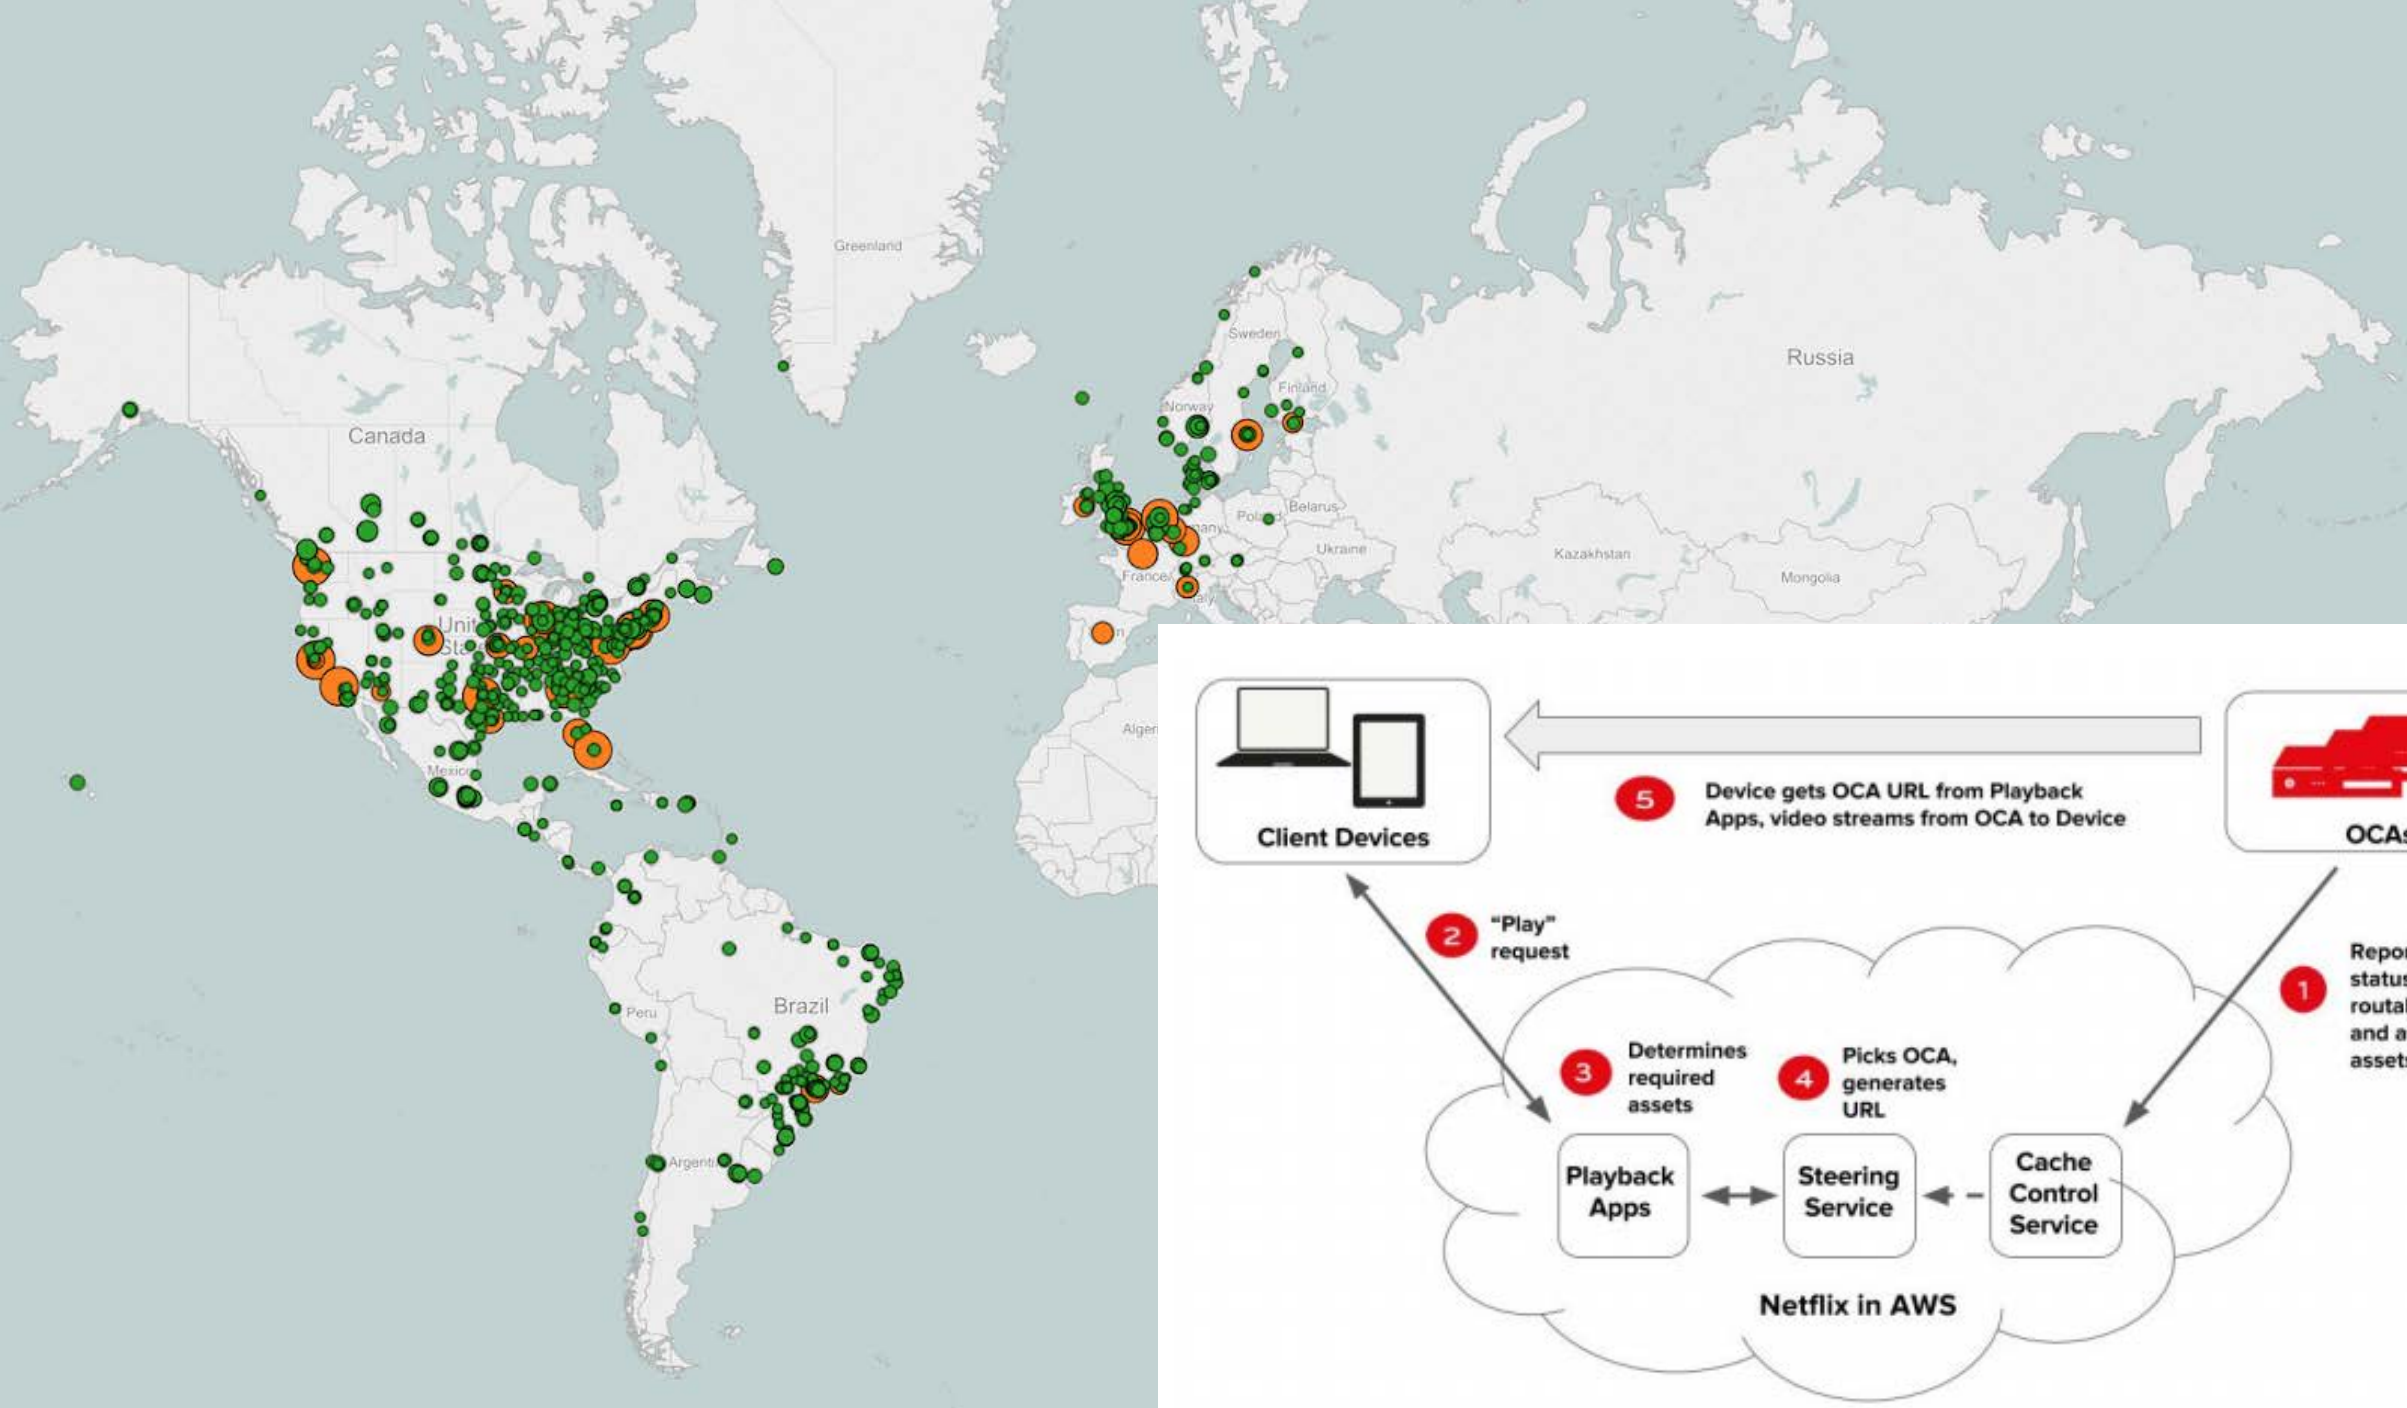 Greenland
Sweden
Russia
Finland
Norway
Canada
Belarus
Ukraine
Kazakhstan
France
Mongolia
Mexico
Client Devices
5
Device gets OCA URL from Playback
Apps, video streams from OCA to Device
OCAs
2
"Play"
request
1
3
Determines
required
assets
4
Picks OCA,
generates
URL
Brazil
Peru
Playback
Apps
Steering
Service
Cache
Control
Service
Netflix in AWS